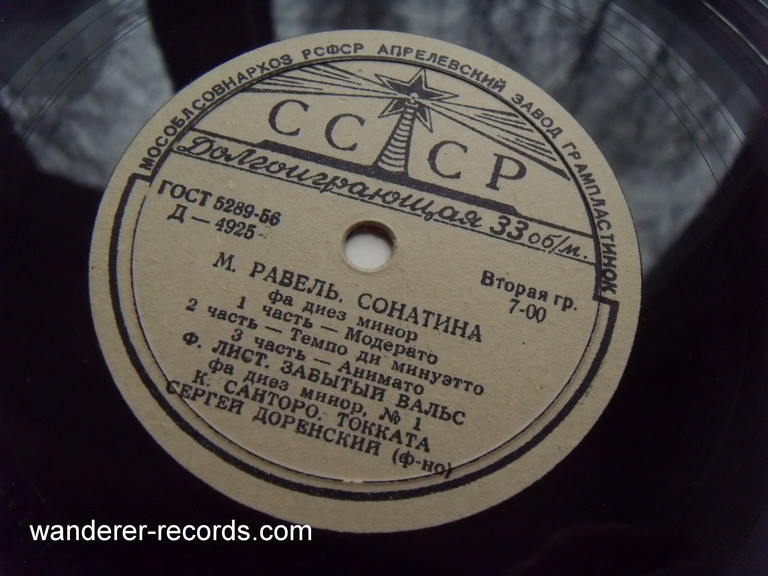 МОСОБЛСОВНАРХОЗ РСФСР АПРЕЛЕВСКИЙ ЗАВОД ГРАМПЛАСТИНОК
СССР
Долгоиграющая 33 об/м.
ГОСТ 5289-56
Д — 4925
Вторая гр.
7-00
М. РАВЕЛЬ. СОНАТИНА
фа диез минор
1 часть — Модерато
2 часть — Темпо ди минуэтто
3 часть — Анимато
Ф. ЛИСТ. ЗАБЫТЫЙ ВАЛЬС
фа диез минор, № 1
К. САНТОРО. ТОККАТА
СЕРГЕЙ ДОРЕНСКИЙ (ф-но)
wanderer-records.com